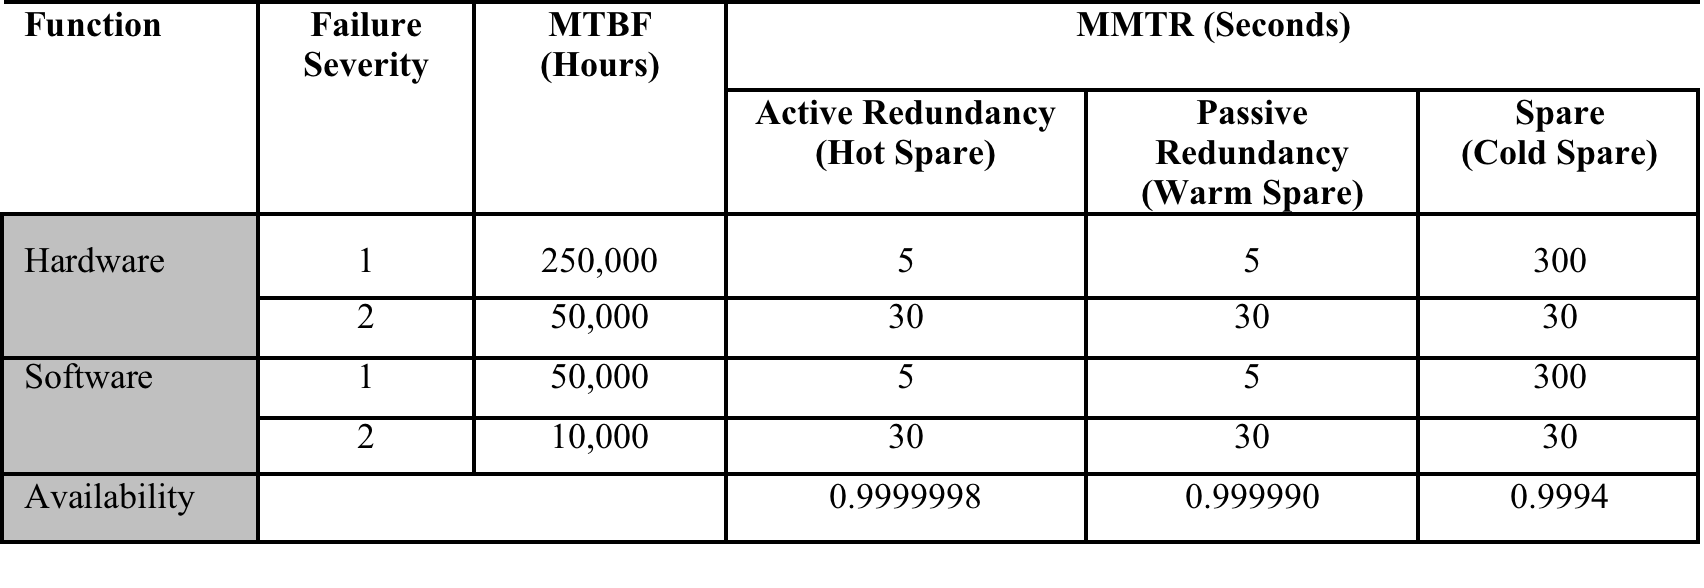 Function Failure Severity MTBF (Hours) MMTR (Seconds)
Active Redundancy (Hot Spare) Passive Redundancy (Warm Spare) Spare (Cold Spare)
Hardware 1 250,000 5 5 300
2 50,000 30 30 30
Software 1 50,000 5 5 300
2 10,000 30 30 30
Availability 0.9999998 0.999990 0.9994